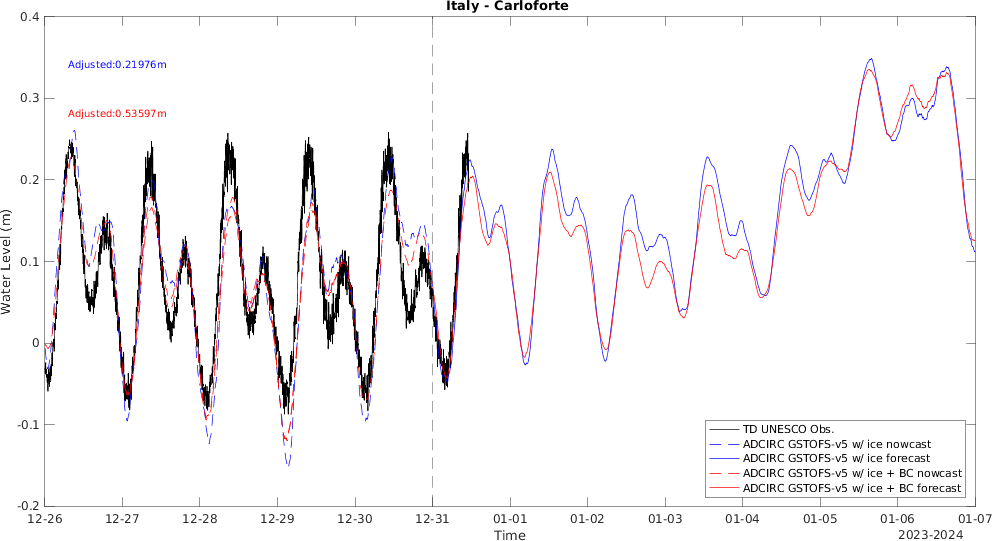 Italy - Carloforte
0.4
Adjusted:0.21976m
0.3
Adjusted:0.53597m
0.2
Water Level (m)
0.1
0
-0.1
TD UNESCO Obs.
ADCIRC GSTOFS-v5 w/ ice nowcast
ADCIRC GSTOFS-v5 w/ ice forecast
ADCIRC GSTOFS-v5 w/ ice + BC nowcast
ADCIRC GSTOFS-v5 w/ ice + BC forecast
-0.2
12-26 12-27 12-28 12-29 12-30 12-31 01-01 01-02 01-03 01-04 01-05 01-06 01-07
Time
2023-2024